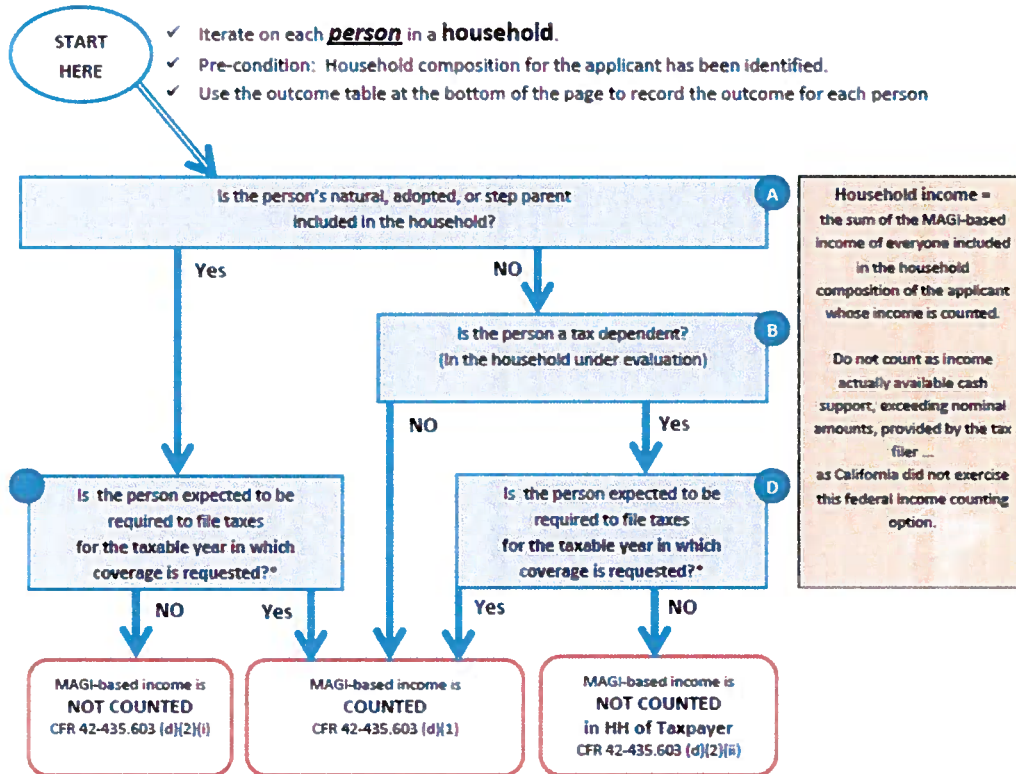 START
HERE
✓ Iterate on each person in a household.
✓ Pre-condition: Household composition for the applicant has been identified.
✓ Use the outcome table at the bottom of the page to record the outcome for each person
A
Is the person's natural, adopted, or step parent
included in the household?
Yes
NO
B
Is the person a tax dependent?
(In the household under evaluation)
NO
Yes
Is the person expected to be
required to file taxes
for the taxable year in which
coverage is requested?*
D
Is the person expected to be
required to file taxes
for the taxable year in which
coverage is requested?*
NO
Yes
Yes
NO
MAGI-based income is
NOT COUNTED
CFR 42-435.603 (d)(2)(i)
MAGI-based income is
COUNTED
CFR 42-435.603 (d)(1)
MAGI-based income is
NOT COUNTED
in HH of Taxpayer
CFR 42-435.603 (d)(2)(ii)
Household income =
the sum of the MAGI-based
income of everyone included
in the household
composition of the applicant
whose income is counted.
Do not count as income
actually available cash
support, exceeding nominal
amounts, provided by the tax
filer ...
as California did not exercise
this federal income counting
option.